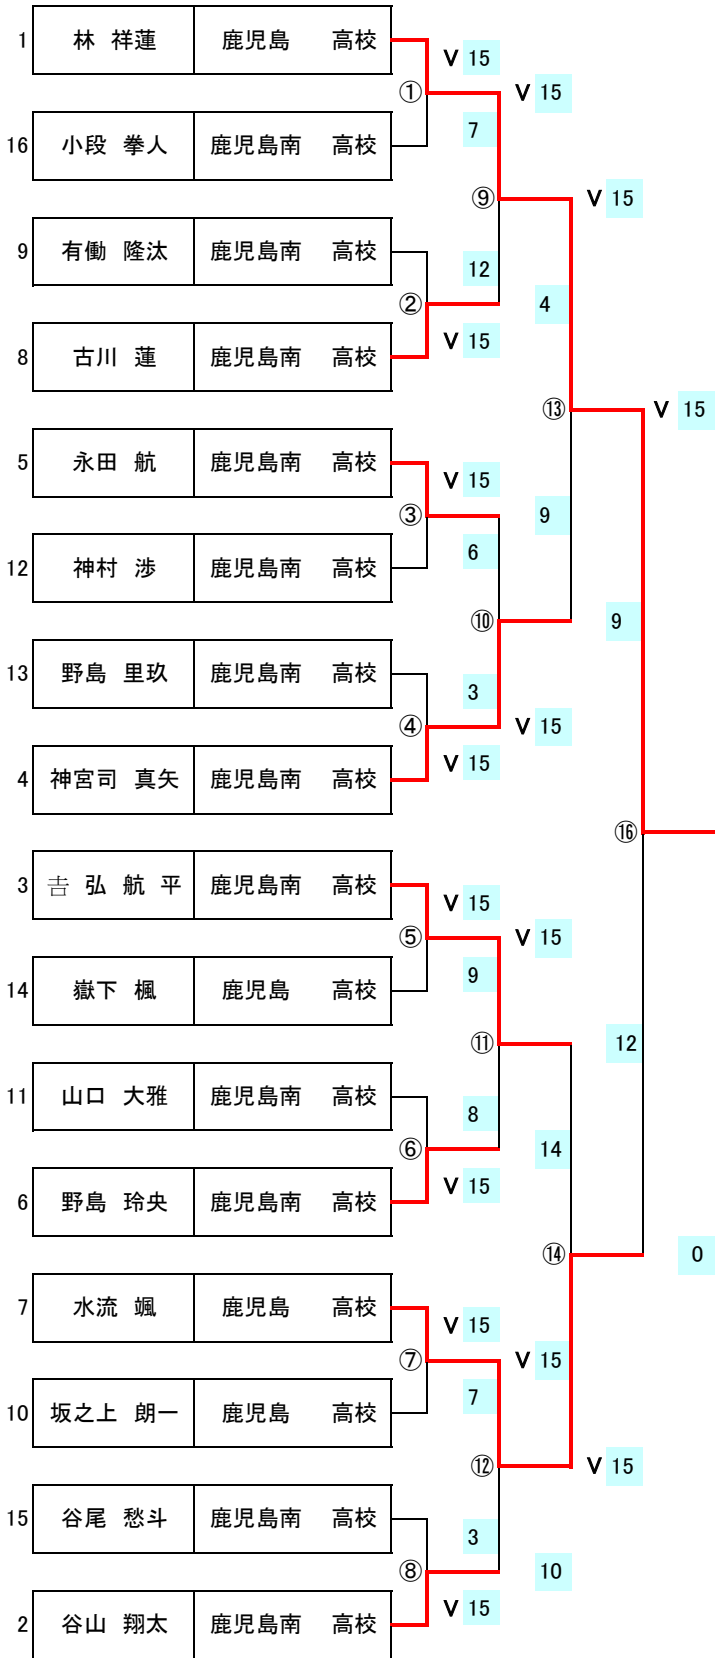 1 林 祥蓮 鹿児島 高校
V 15
①
V 15
7
16 小段 拳人 鹿児島南 高校
⑨
V 15
9 有働 隆汰 鹿児島南 高校
12
②
4
V 15
8 古川 蓮 鹿児島南 高校
⑬
V 15
5 永田 航 鹿児島南 高校
V 15
③
9
6
12 神村 渉 鹿児島南 高校
⑩
9
13 野島 里玖 鹿児島南 高校
3
④
V 15
V 15
4 神宮司 真矢 鹿児島南 高校
⑯
3 𠮷 弘 航 平 鹿児島南 高校
V 15
⑤
V 15
9
14 嶽下 楓 鹿児島 高校
⑪
12
11 山口 大雅 鹿児島南 高校
8
⑥
14
V 15
6 野島 玲央 鹿児島南 高校
⑭
0
7 水流 颯 鹿児島 高校
V 15
⑦
V 15
7
10 坂之上 朗一 鹿児島 高校
⑫
V 15
15 谷尾 愁斗 鹿児島南 高校
3
⑧
10
V 15
2 谷山 翔太 鹿児島南 高校